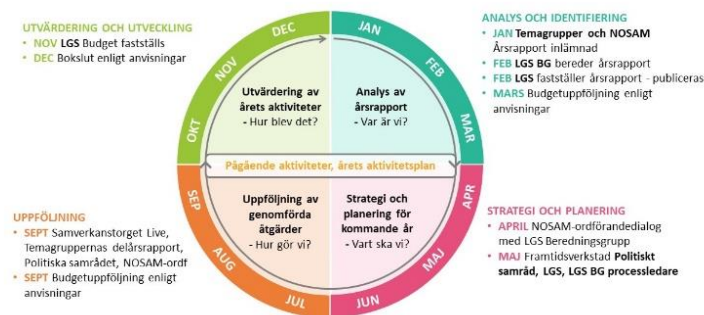 UTVÄRDERING OCH UTVECKLING
• NOV LGS Budget fastställs
• DEC Bokslut enligt anvisningar
ANALYS OCH IDENTIFIERING
• JAN Temagrupper och NOSAM
Årsrapport inlämnad
• FEB LGS BG bereder årsrapport
• FEB LGS fastställer årsrapport - publiceras
• MARS Budgetuppföljning enligt
anvisningar
OKT
NOV
DEC
JAN
FEB
MAR
APR
MAJ
JUN
JUL
AUG
SEP
Utvärdering av
årets aktiviteter
- Hur blev det?
Analys av
årsrapport
- Var är vi?
Pågående aktiviteter, årets aktivitetsplan
Uppföljning av
genomförda
åtgärder
- Hur gör vi?
Strategi och
planering för
kommande år
- Vart ska vi?
UPPFÖLJNING
• SEPT Samverkanstorget Live,
Temagruppernas delårsrapport,
Politiska samrådet, NOSAM-ordf
• SEPT Budgetuppföljning enligt
anvisningar
STRATEGI OCH PLANERING
• APRIL NOSAM-ordförandedialog
med LGS Beredningsgrupp
• MAJ Framtidsverkstad Politiskt
samråd, LGS, LGS BG processledare